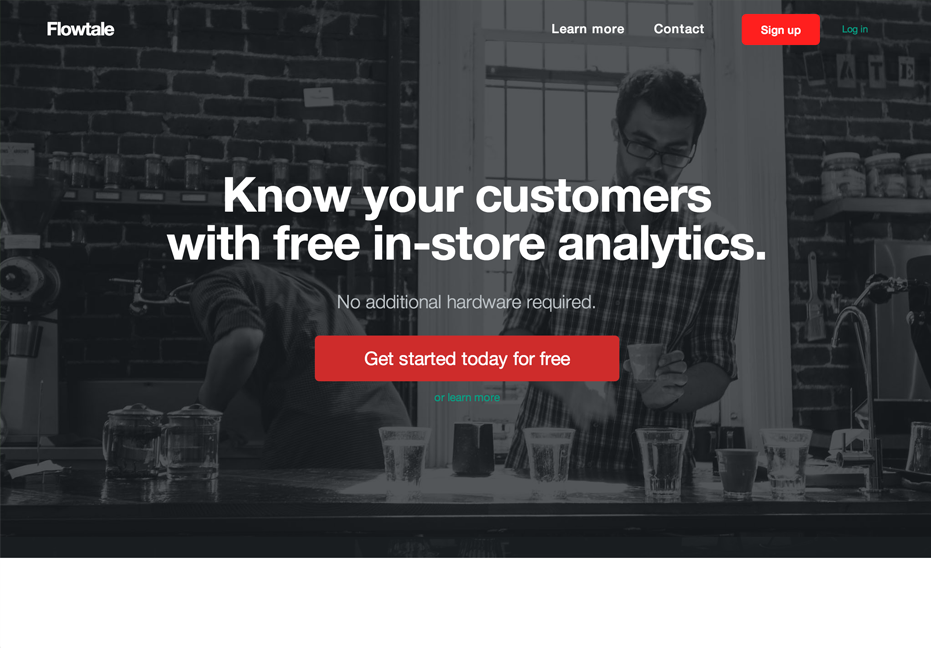 Flowtale
Learn more
Contact
Sign up
Log in
Know your customers
with free in-store analytics.
No additional hardware required.
Get started today for free
or learn more